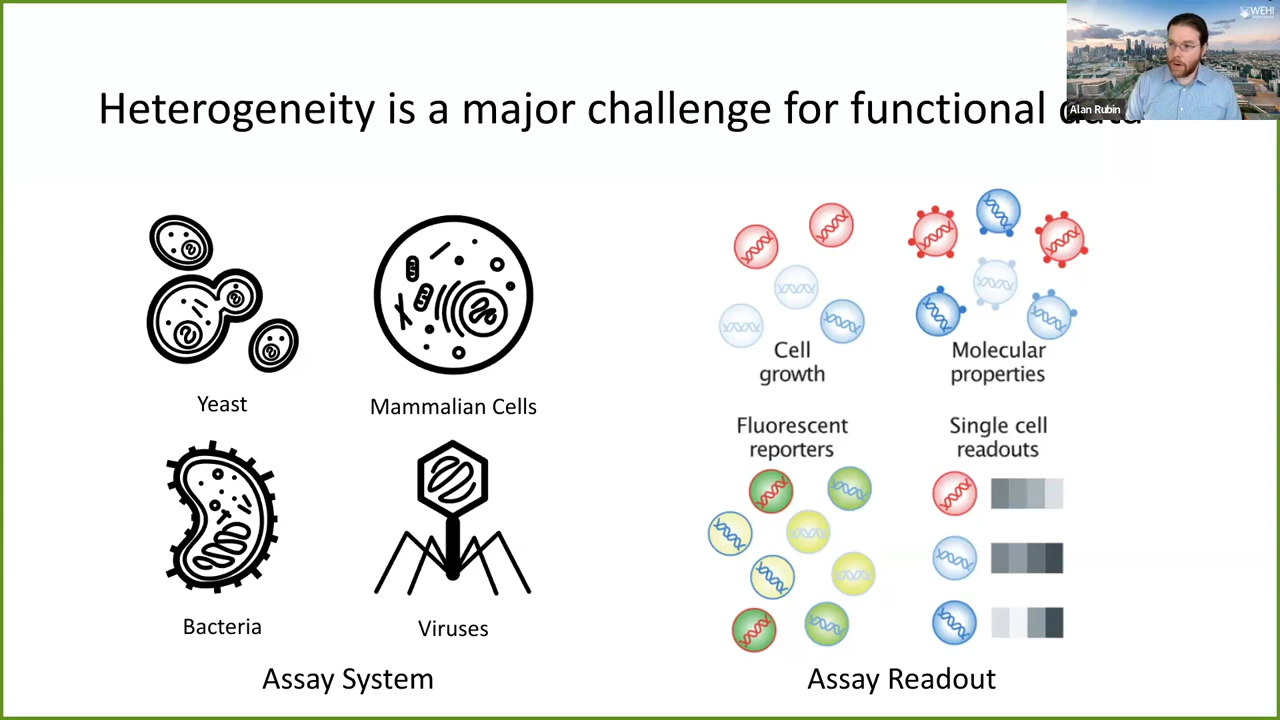 WEHI
Alan Rubin
Heterogeneity is a major challenge for functional data
Yeast
Mammalian Cells
Bacteria
Viruses
Assay System
Cell
growth
Molecular
properties
Fluorescent
reporters
Single cell
readouts
Assay Readout